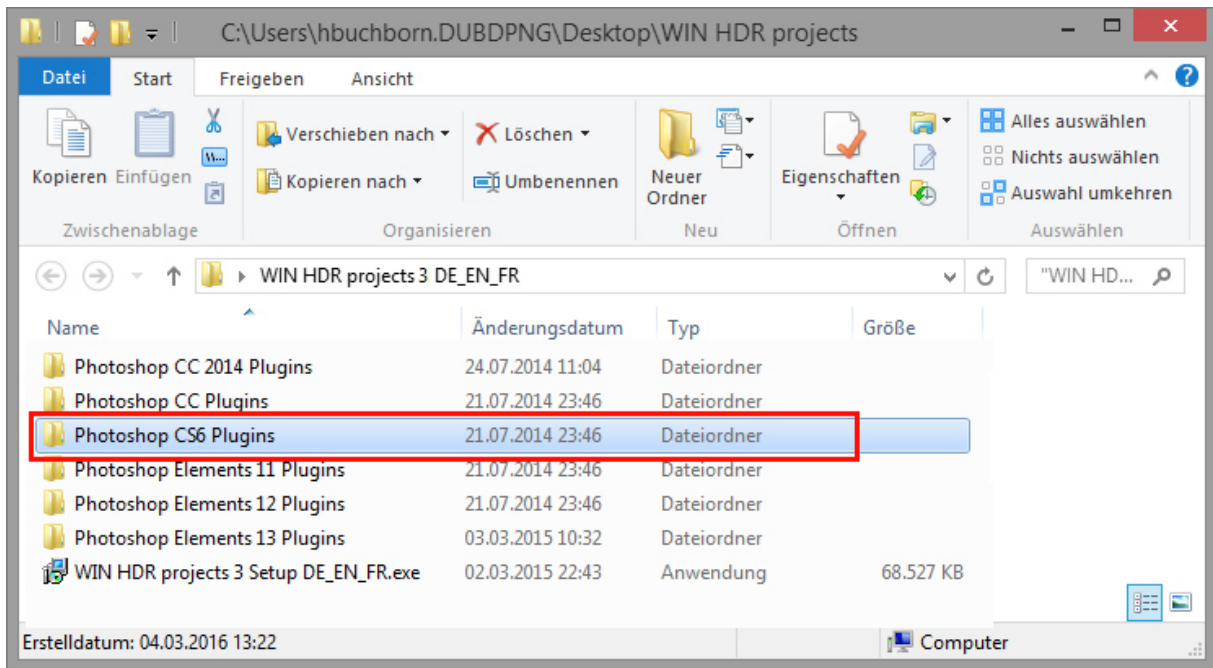 C:\Users\hbuchborn.DUBDPNG\Desktop\WIN HDR projects
Datei Start Freigeben Ansicht
Kopieren Einfügen
Verschieben nach
Kopieren nach
Löschen
Umbenennen
Neuer
Ordner
Eigenschaften
Alles auswählen
Nichts auswählen
Auswahl umkehren
Zwischenablage Organisieren Neu Öffnen Auswählen
WIN HDR projects 3 DE_EN_FR "WIN HD...
Name Änderungsdatum Typ Größe
Photoshop CC 2014 Plugins 24.07.2014 11:04 Dateiordner
Photoshop CC Plugins 21.07.2014 23:46 Dateiordner
Photoshop CS6 Plugins 21.07.2014 23:46 Dateiordner
Photoshop Elements 11 Plugins 21.07.2014 23:46 Dateiordner
Photoshop Elements 12 Plugins 21.07.2014 23:46 Dateiordner
Photoshop Elements 13 Plugins 03.03.2015 10:32 Dateiordner
WIN HDR projects 3 Setup DE_EN_FR.exe 02.03.2015 22:43 Anwendung 68.527 KB
Erstelldatum: 04.03.2016 13:22 Computer